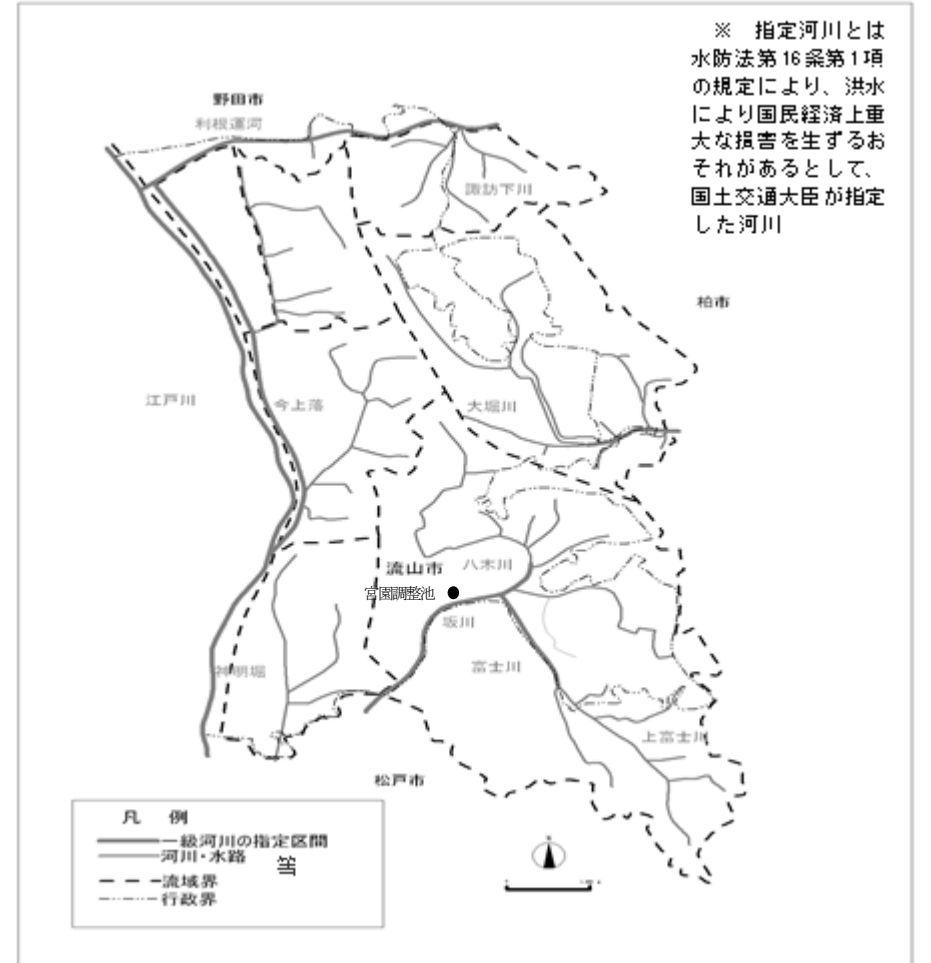 ※　指定河川とは
水防法第16条第1項
の規定により、洪水
により国民経済上重
大な損害を生ずるお
それがあるとして、
国土交通大臣が指定
した河川
野田市
利根運河
諏訪下川
柏市
江戸川
今上落
大堀川
流山市
八木川
宮園調整池
坂川
富士川
神明堀
上富士川
松戸市
凡　例
一級河川の指定区間
河川・水路
等
流域界
行政界